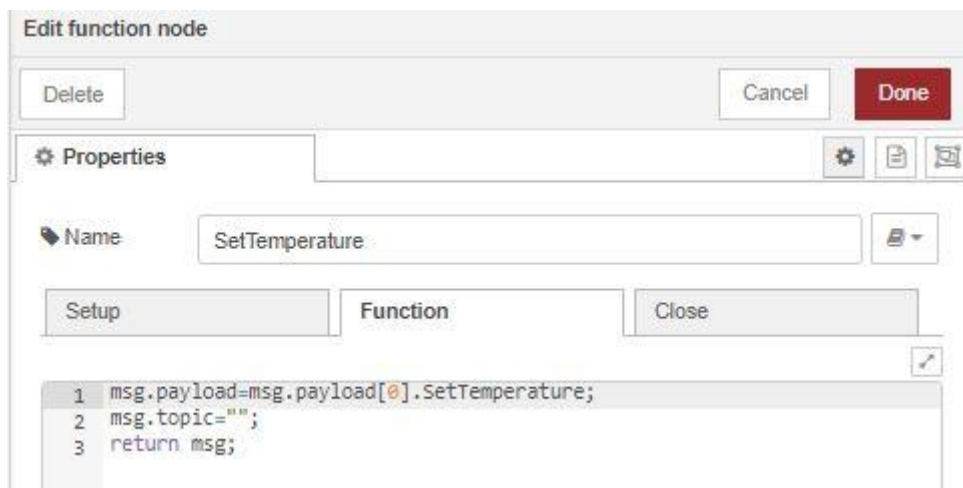 Edit function node
Delete Cancel Done
Properties
Name SetTemperature
Setup Function Close
1 msg.payload=msg.payload[0].SetTemperature;
2 msg.topic="";
3 return msg;